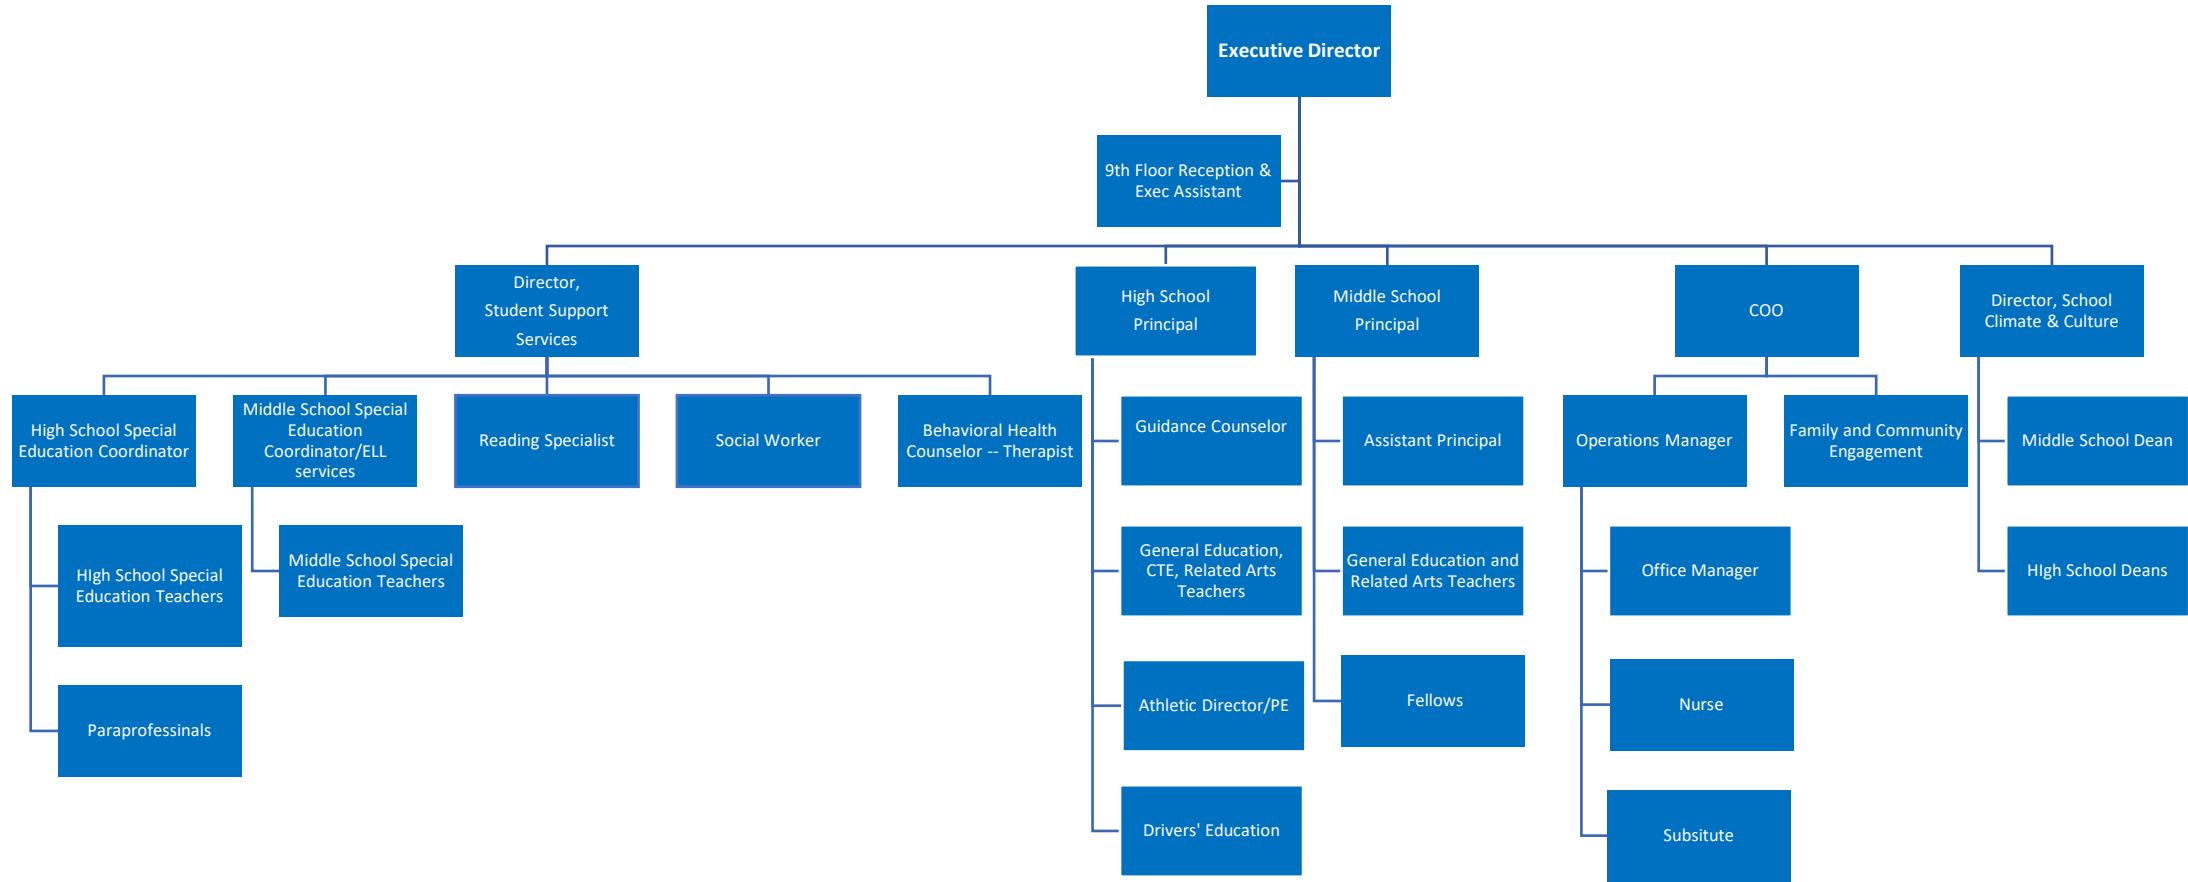 Executive Director
9th Floor Reception &
Exec Assistant
Director,
Student Support
Services
High School
Principal
Middle School
Principal
COO
Director, School
Climate & Culture
High School Special
Education Coordinator
Middle School Special
Education
Coordinator/ELL
services
Reading Specialist
Social Worker
Behavioral Health
Counselor -- Therapist
Guidance Counselor
Assistant Principal
Operations Manager
Family and Community
Engagement
Middle School Dean
HIgh School Special
Education Teachers
Middle School Special
Education Teachers
General Education,
CTE, Related Arts
Teachers
General Education and
Related Arts Teachers
Office Manager
HIgh School Deans
Paraprofessinals
Athletic Director/PE
Fellows
Nurse
Drivers' Education
Subsitute